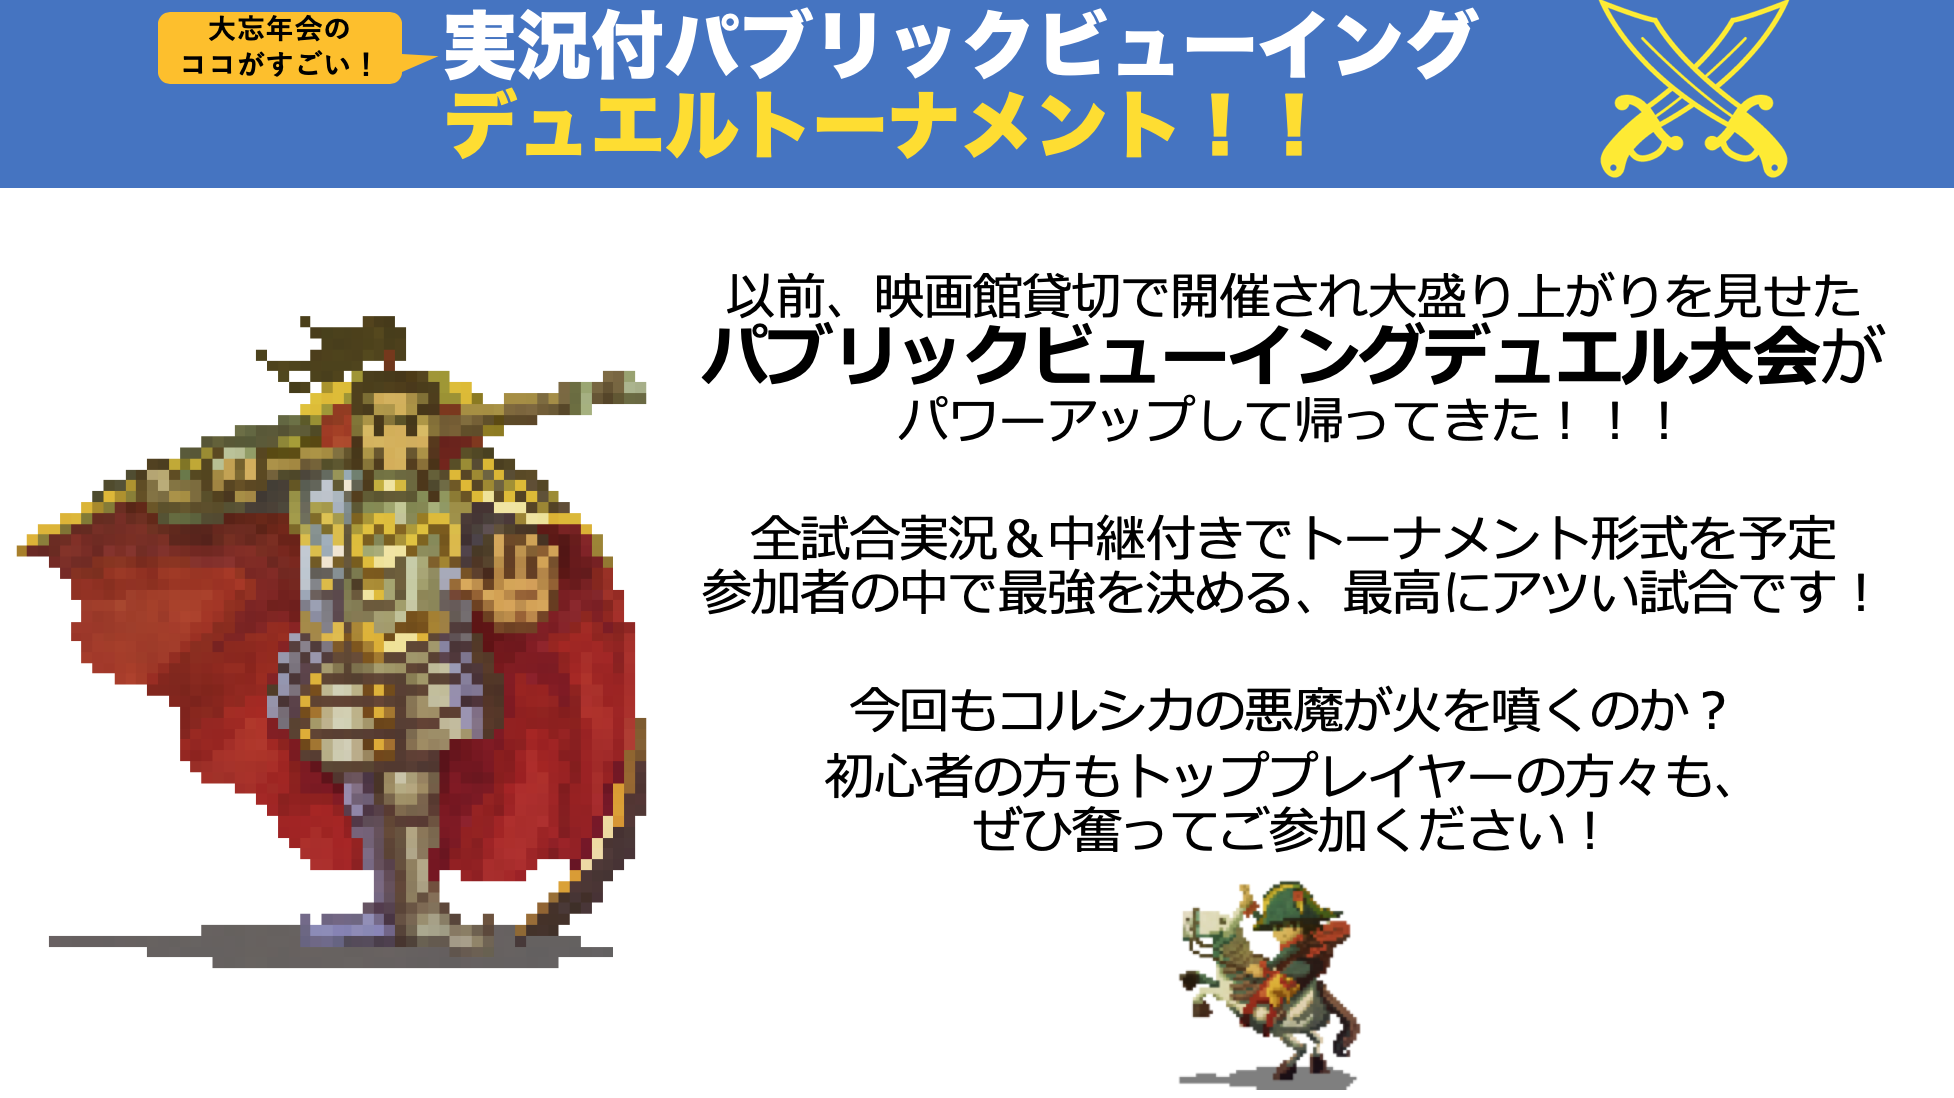 大忘年会の
ココがすごい！
実況付パブリックビューイング
デュエルトーナメント！！
以前、映画館貸切で開催され大盛り上がりを見せた
パブリックビューイングデュエル大会が
パワーアップして帰ってきた！！！
全試合実況＆中継付きでトーナメント形式を予定
参加者の中で最強を決める、最高にアツい試合です！
今回もコルシカの悪魔が火を噴くのか？
初心者の方もトッププレイヤーの方々も、
ぜひ奮ってご参加ください！